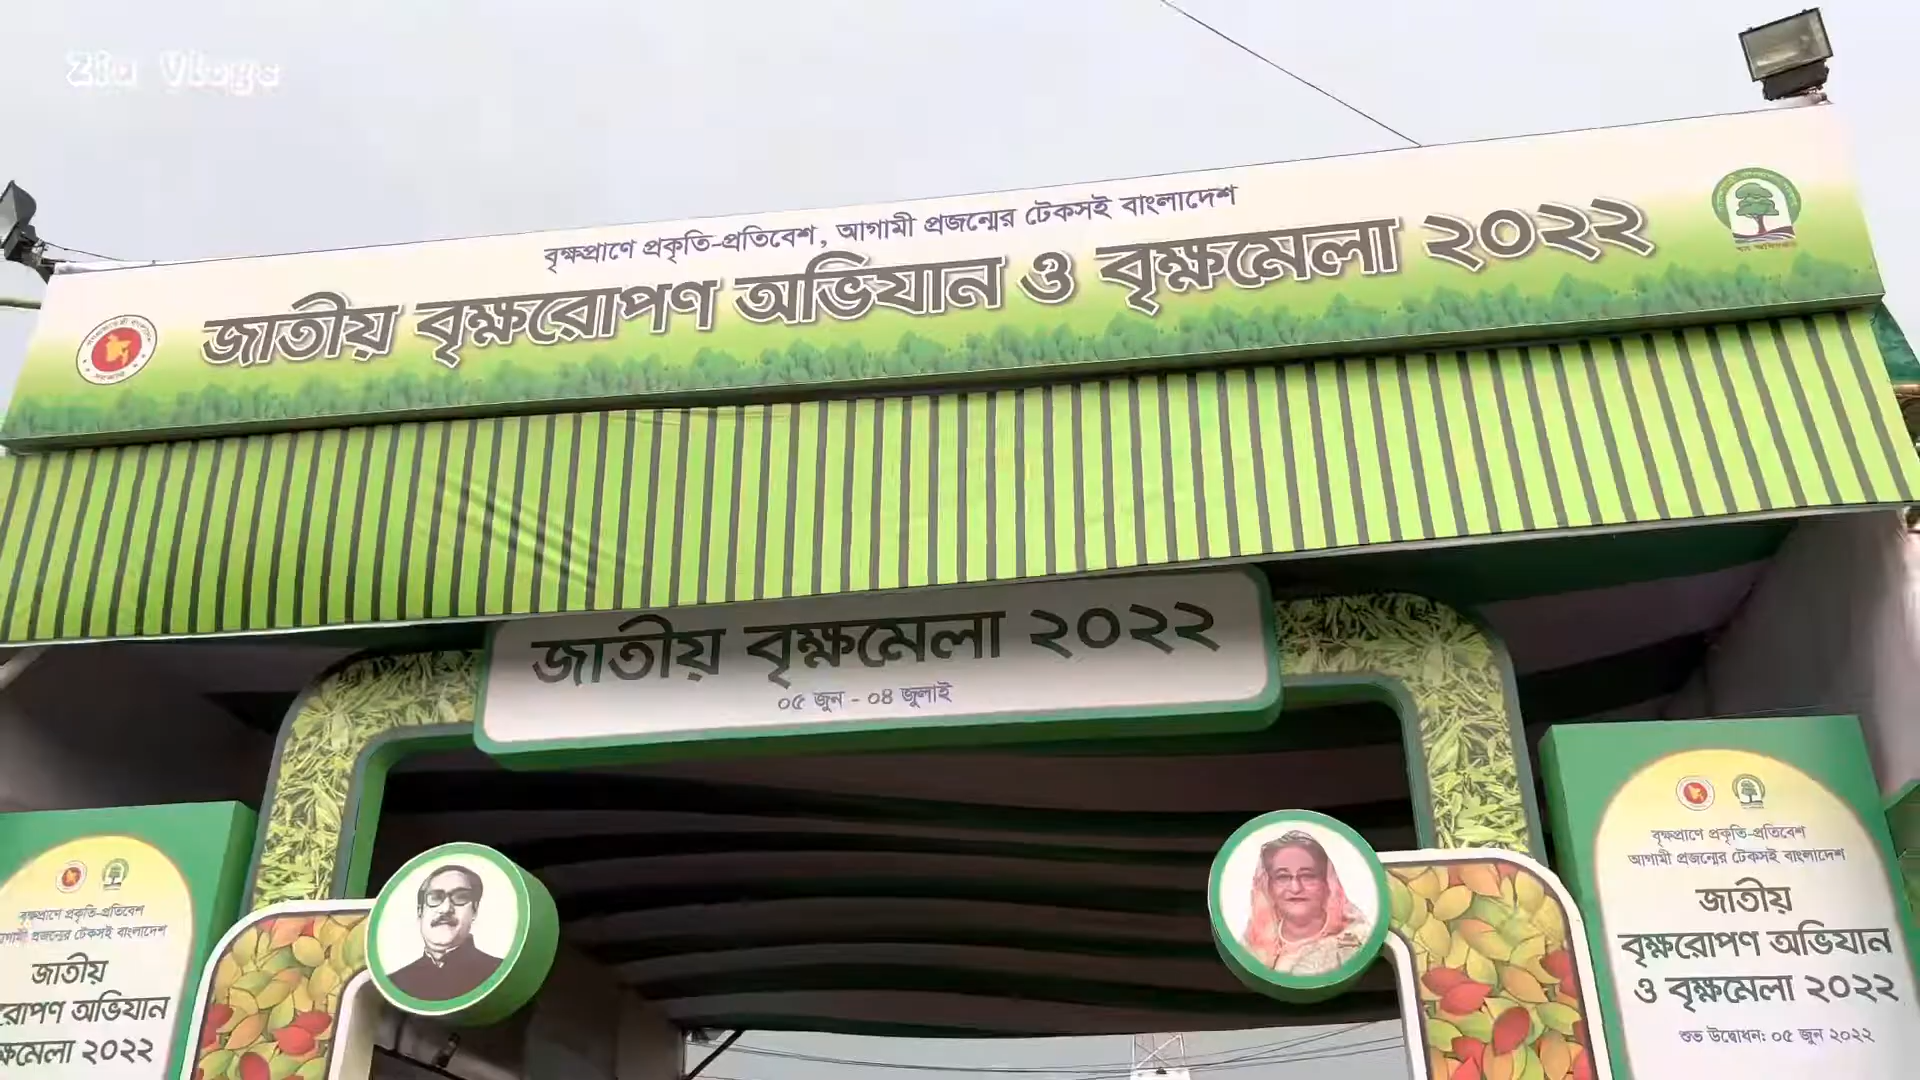 Zia Vlogs
বৃক্ষপ্রাণে প্রকৃতি-প্রতিবেশ, আগামী প্রজন্মের টেকসই বাংলাদেশ
জাতীয় বৃক্ষরোপণ অভিযান ও বৃক্ষমেলা ২০২২
জাতীয় বৃক্ষমেলা ২০২২
০৫ জুন - ০৪ জুলাই
বৃক্ষপ্রাণে প্রকৃতি-প্রতিবেশ
আগামী প্রজন্মের টেকসই বাংলাদেশ
জাতীয়
রোপণ অভিযান
ক্ষমেলা ২০২২
বৃক্ষপ্রাণে প্রকৃতি-প্রতিবেশ
আগামী প্রজন্মের টেকসই বাংলাদেশ
জাতীয়
বৃক্ষরোপণ অভিযান
ও বৃক্ষমেলা ২০২২
শুভ উদ্বোধন: ০৫ জুন ২০২২